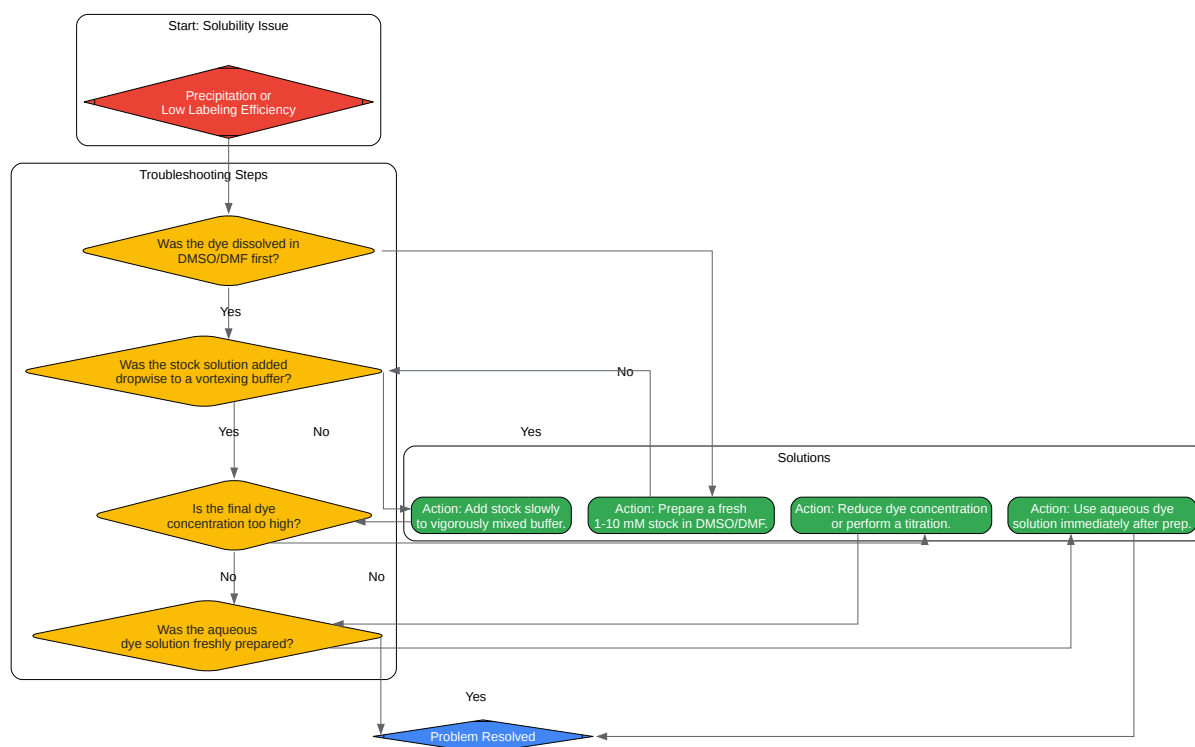 Start: Solubility Issue
Precipitation or
Low Labeling Efficiency
Troubleshooting Steps
Was the dye dissolved in
DMSO/DMF first?
Yes
Was the stock solution added
dropwise to a vortexing buffer?
No
Yes
No
Yes
Solutions
Is the final dye
concentration too high?
Action: Add stock slowly
to vigorously mixed buffer.
Action: Prepare a fresh
1-10 mM stock in DMSO/DMF.
Action: Reduce dye concentration
or perform a titration.
Action: Use aqueous dye
solution immediately after prep.
No
No
Was the aqueous
dye solution freshly prepared?
Yes
Problem Resolved